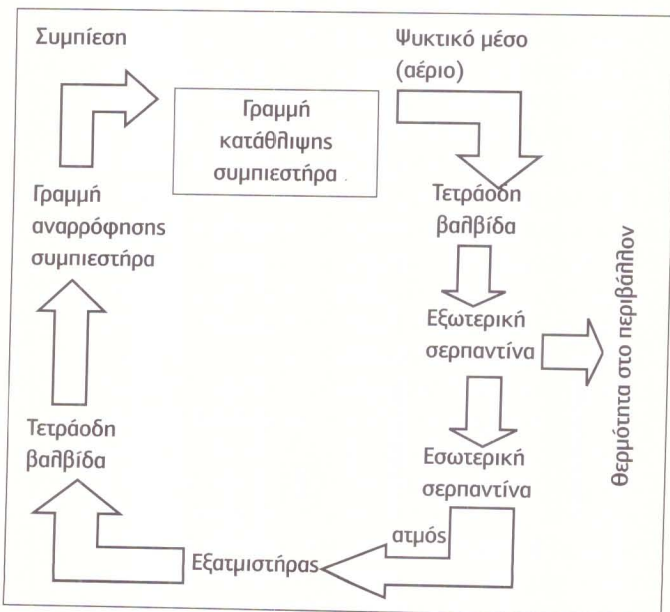 Συμπίεση
Γραμμή
κατάθλιψης
συμπιεστήρα
Ψυκτικό μέσο
(αέριο)
Τετράοδη
βαλβίδα
Εξωτερική
σερπαντίνα
Θερμότητα στο περιβάλλον
Εσωτερική
σερπαντίνα
ατμός
Εξατμιστήρας
Τετράοδη
βαλβίδα
Γραμμή
αναρρόφησης
συμπιεστήρα